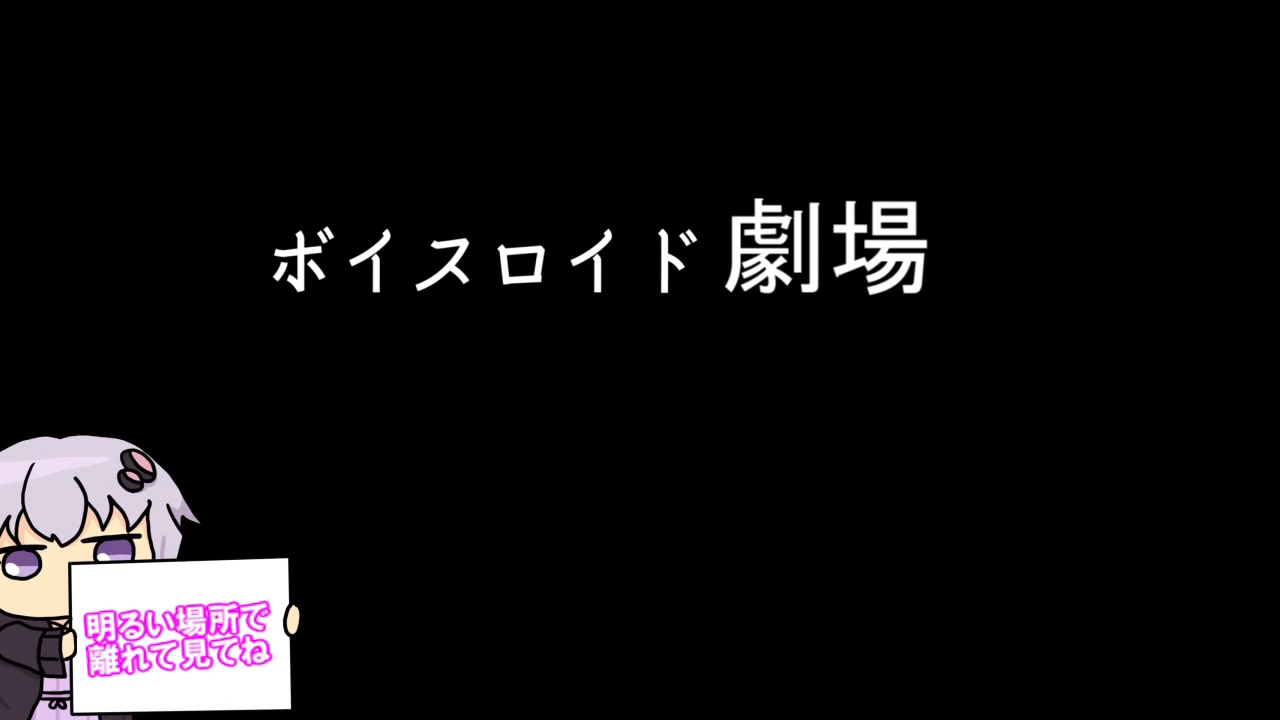 ボイスロイド劇場
明るい場所で
離れて見てね